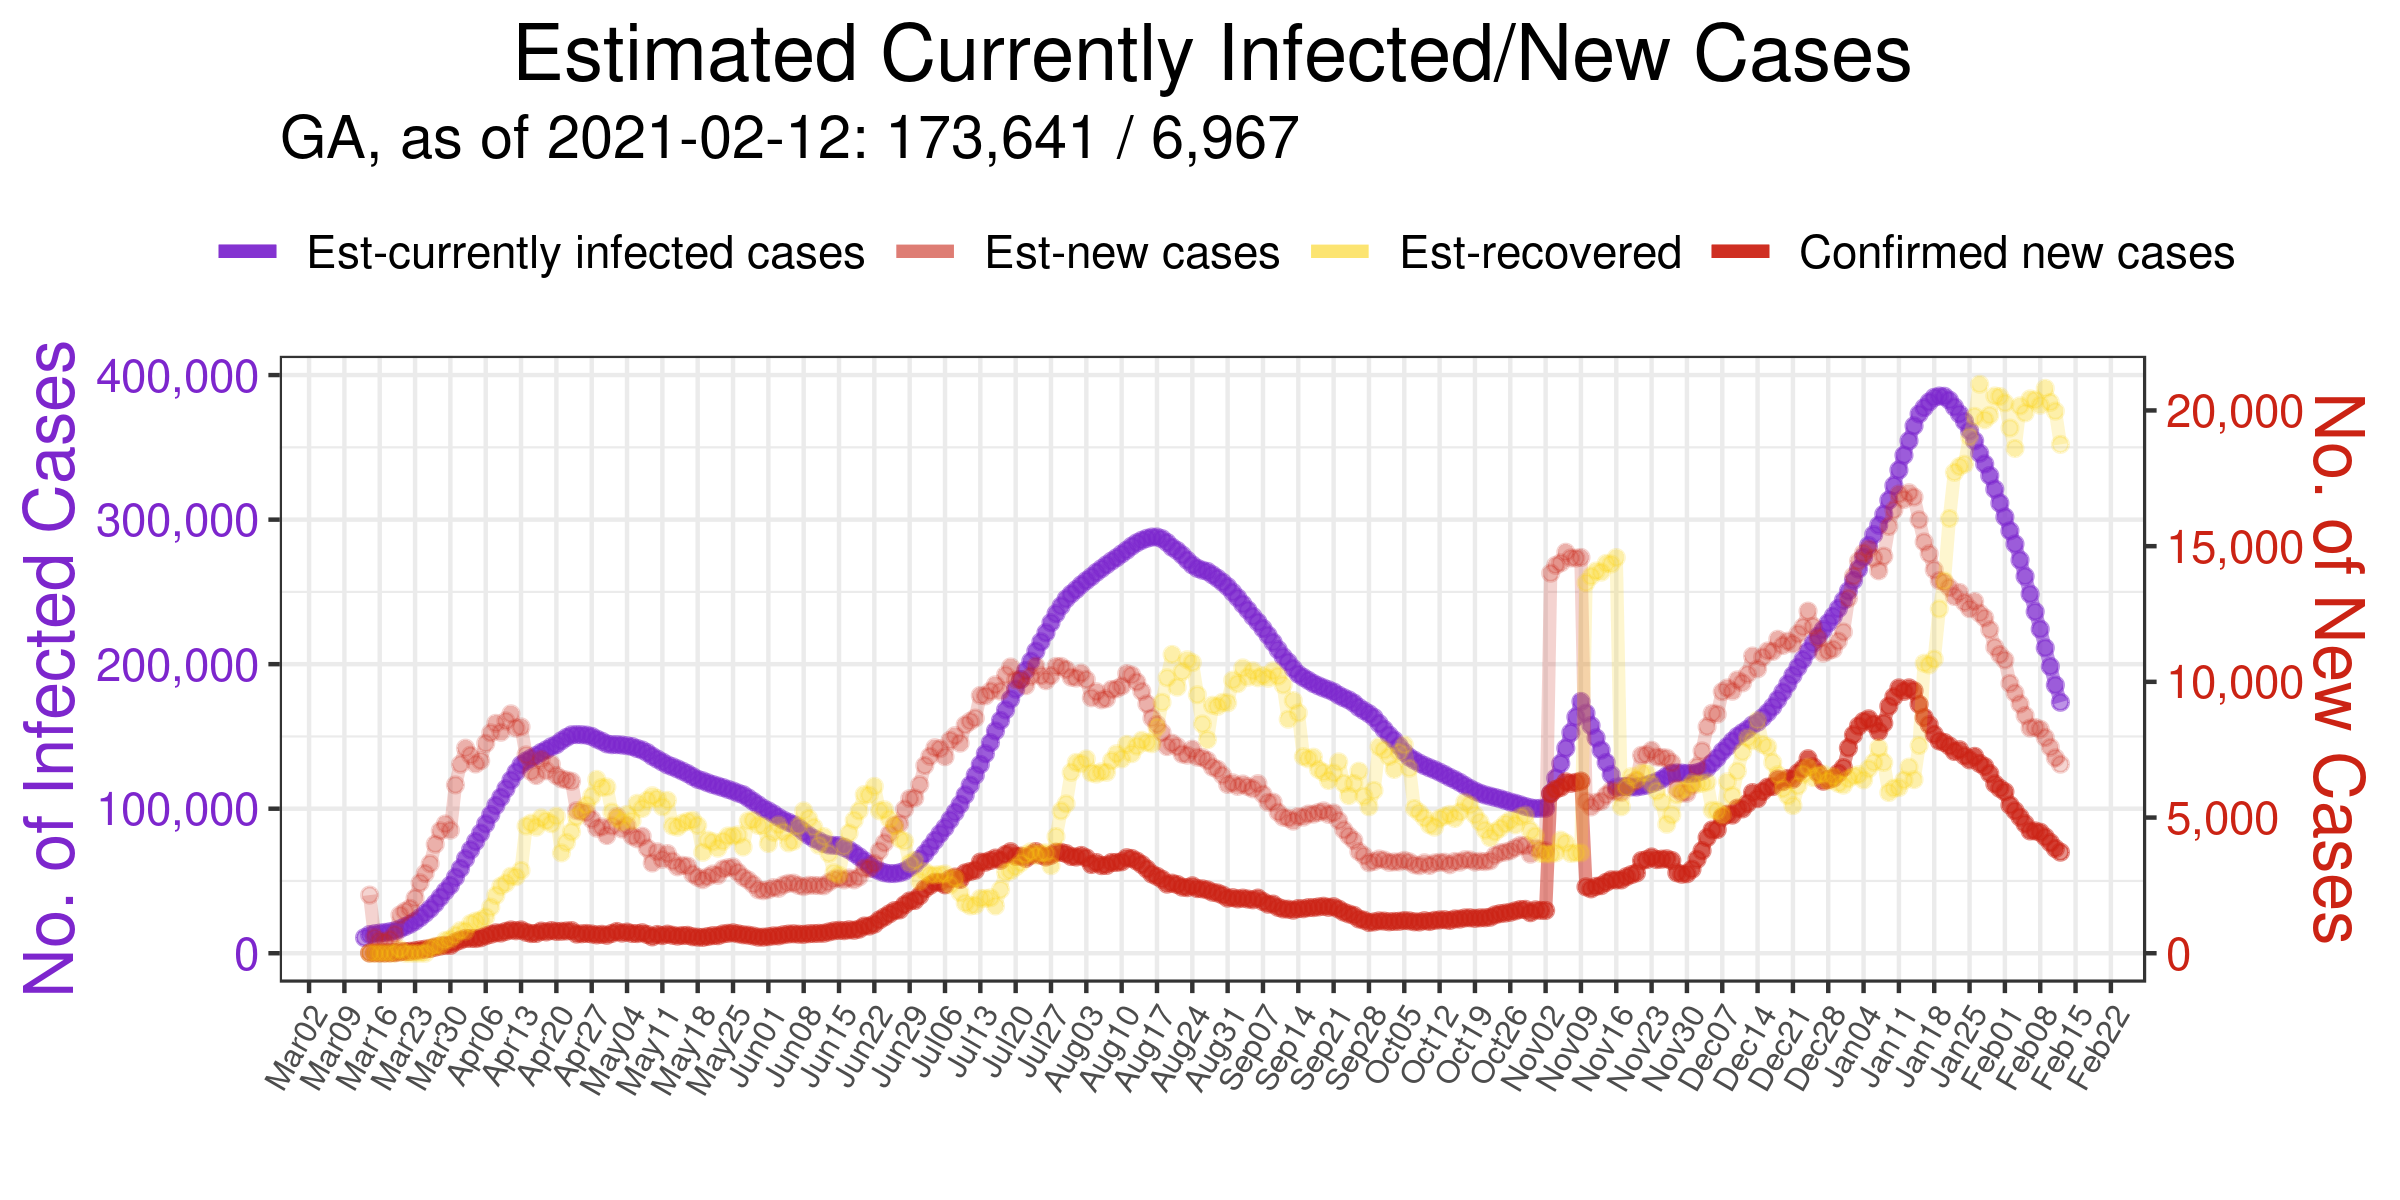 Estimated Currently Infected/New Cases
GA, as of 2021-02-12: 173,641 / 6,967
Est-currently infected cases Est-new cases Est-recovered Confirmed new cases
No. of Infected Cases
400,000
300,000
200,000
100,000
0
20,000
15,000
10,000
5,000
0
No. of New Cases
Mar02 Mar09 Mar16 Mar23 Mar30 Apr06 Apr13 Apr20 Apr27 May04 May11 May18 May25 Jun01 Jun08 Jun15 Jun22 Jun29 Jul06 Jul13 Jul20 Jul27 Aug03 Aug10 Aug17 Aug24 Aug31 Sep07 Sep14 Sep21 Sep28 Oct05 Oct12 Oct19 Oct26 Nov02 Nov09 Nov16 Nov23 Nov30 Dec07 Dec14 Dec21 Dec28 Jan04 Jan11 Jan18 Jan25 Feb01 Feb08 Feb15 Feb22